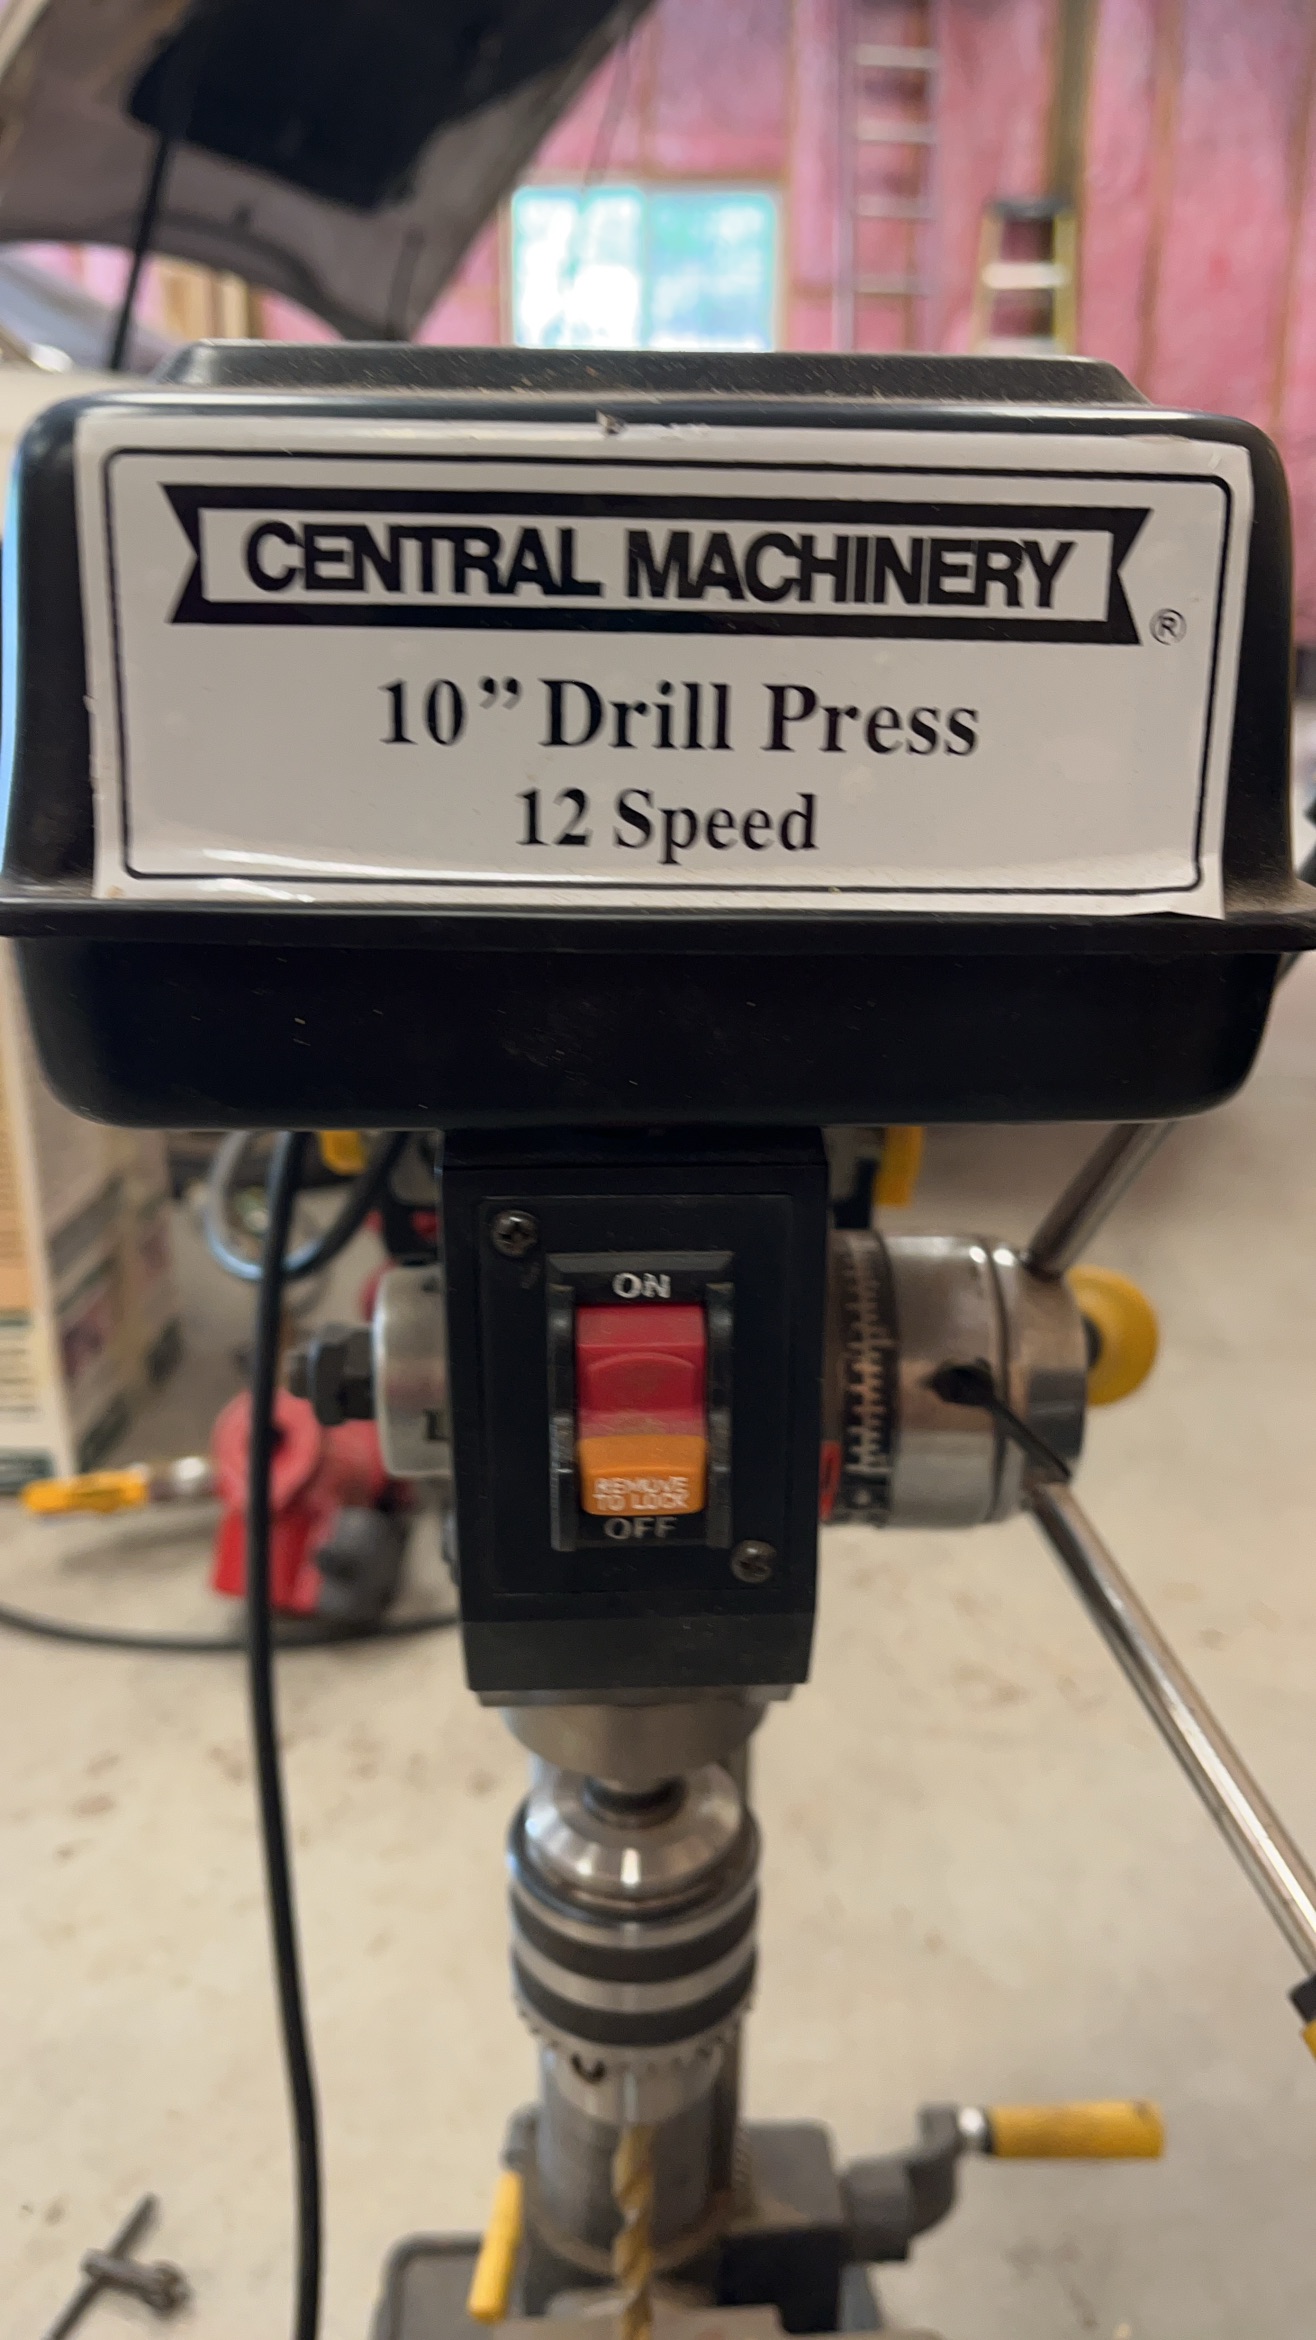 CENTRAL MACHINERY
®
10” Drill Press
12 Speed
ON
REMOVE
TO LOCK
OFF